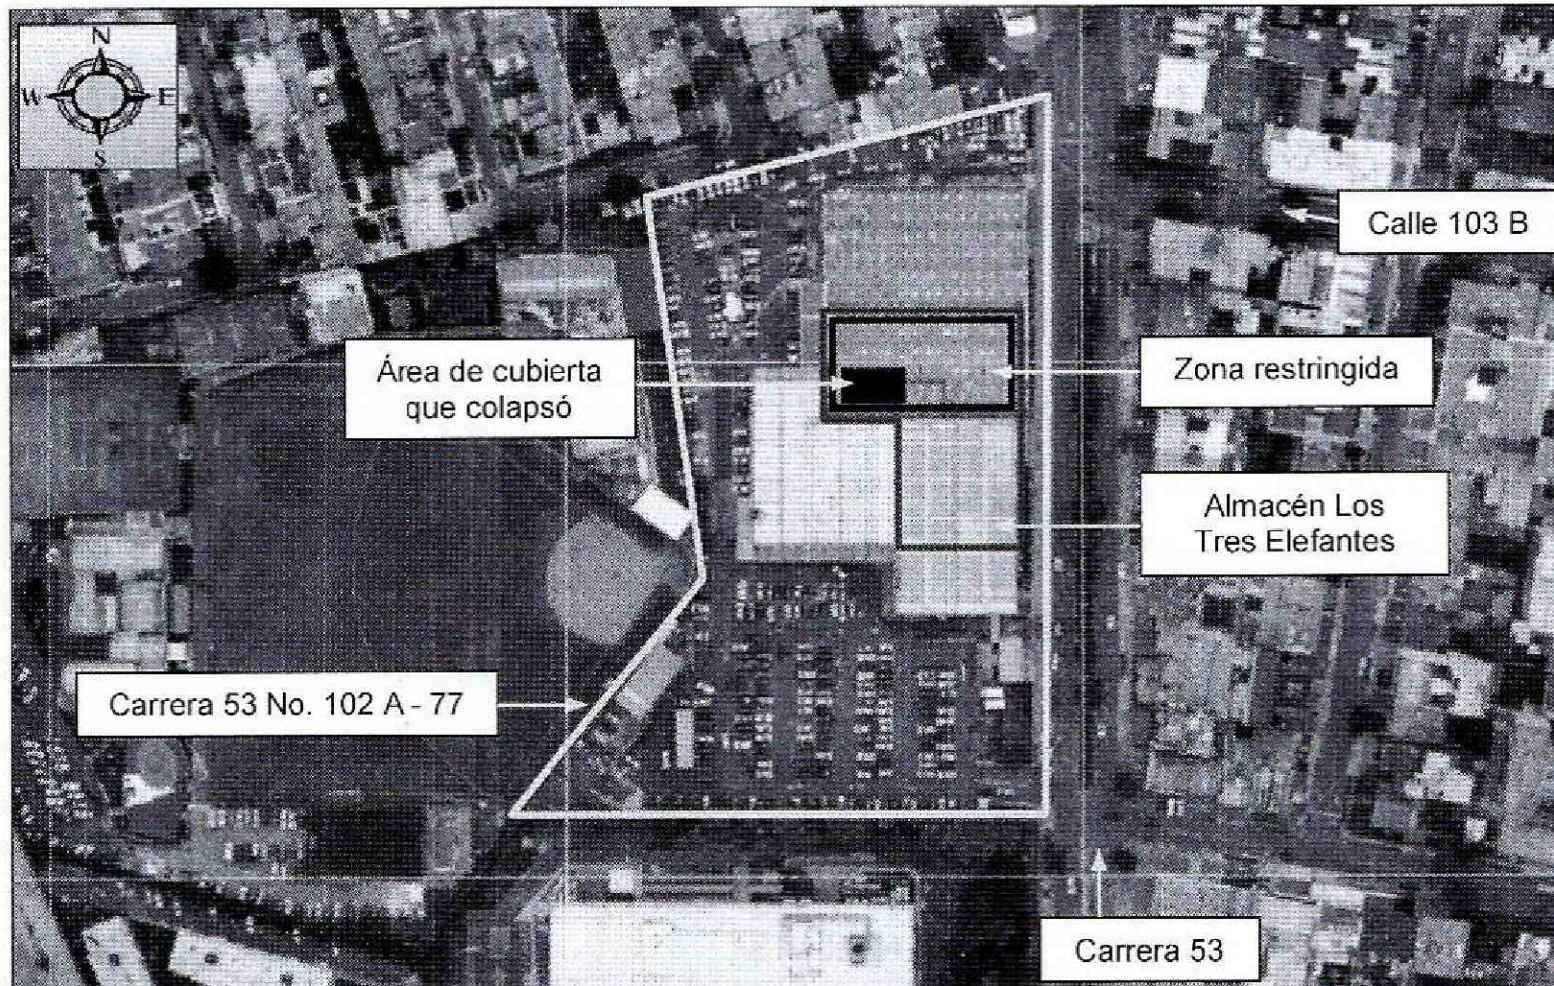 N
W E
S
Calle 103 B
Área de cubierta
que colapsó
Zona restringida
Almacén Los
Tres Elefantes
Carrera 53 No. 102 A - 77
Carrera 53